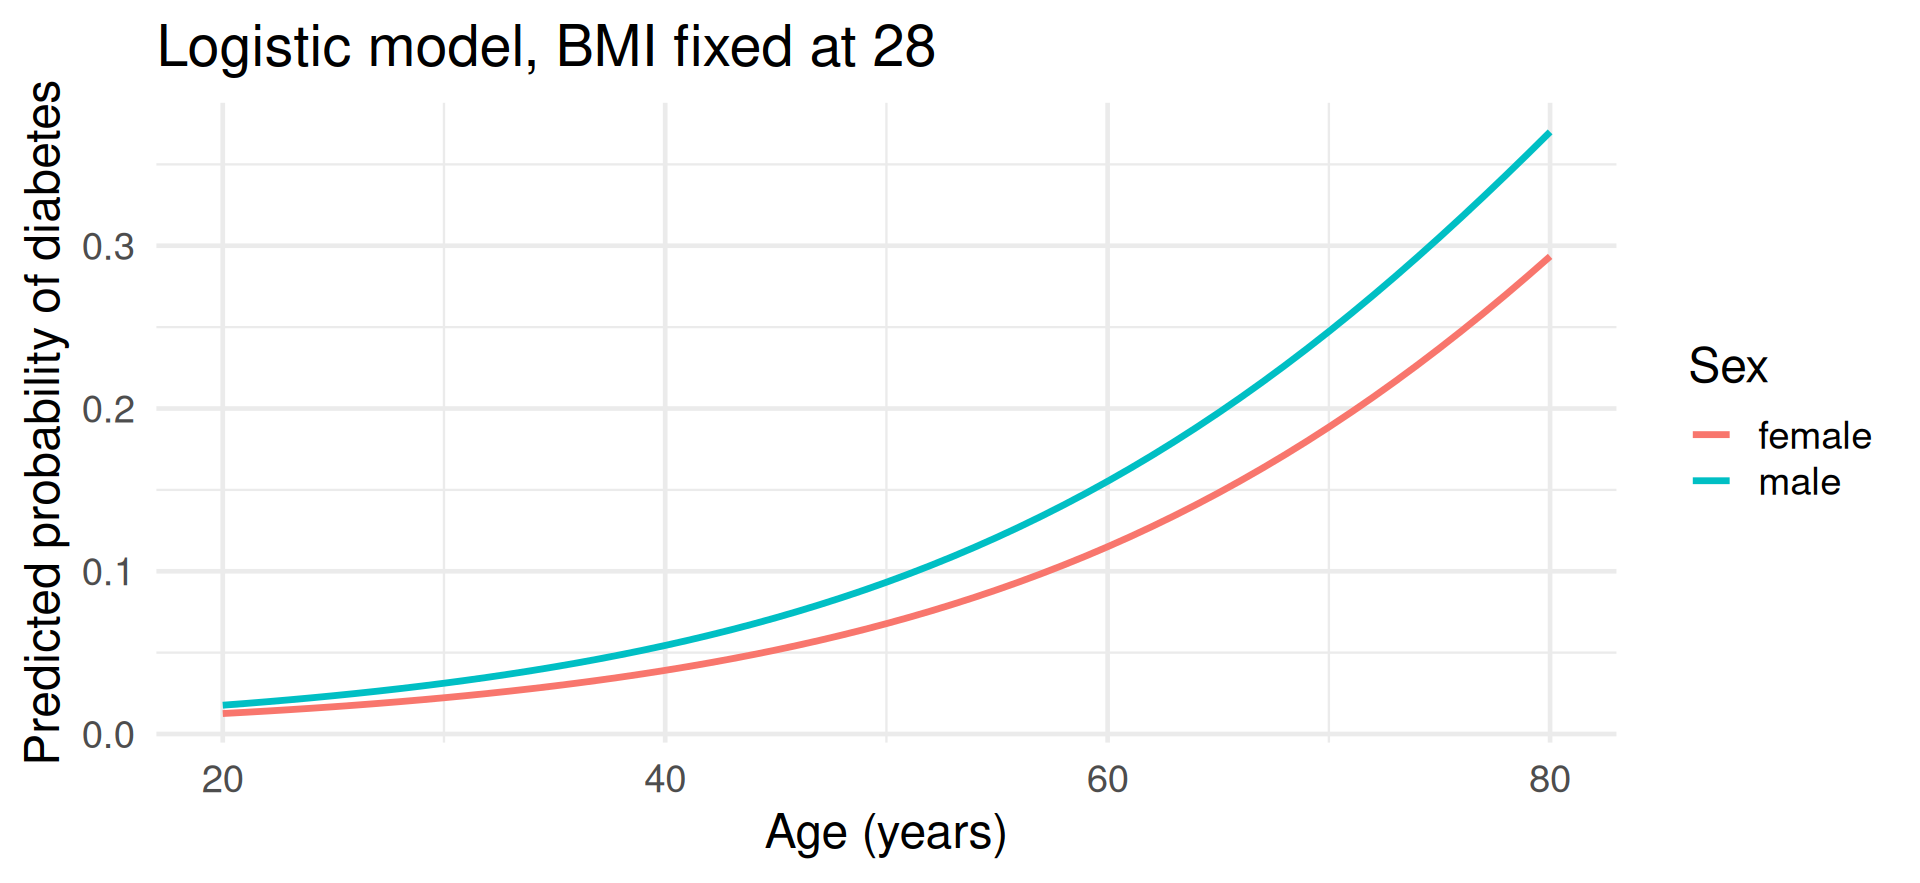 Logistic model, BMI fixed at 28
Predicted probability of diabetes
0.3
0.2
0.1
0.0
20 40 60 80
Age (years)
Sex
female
male